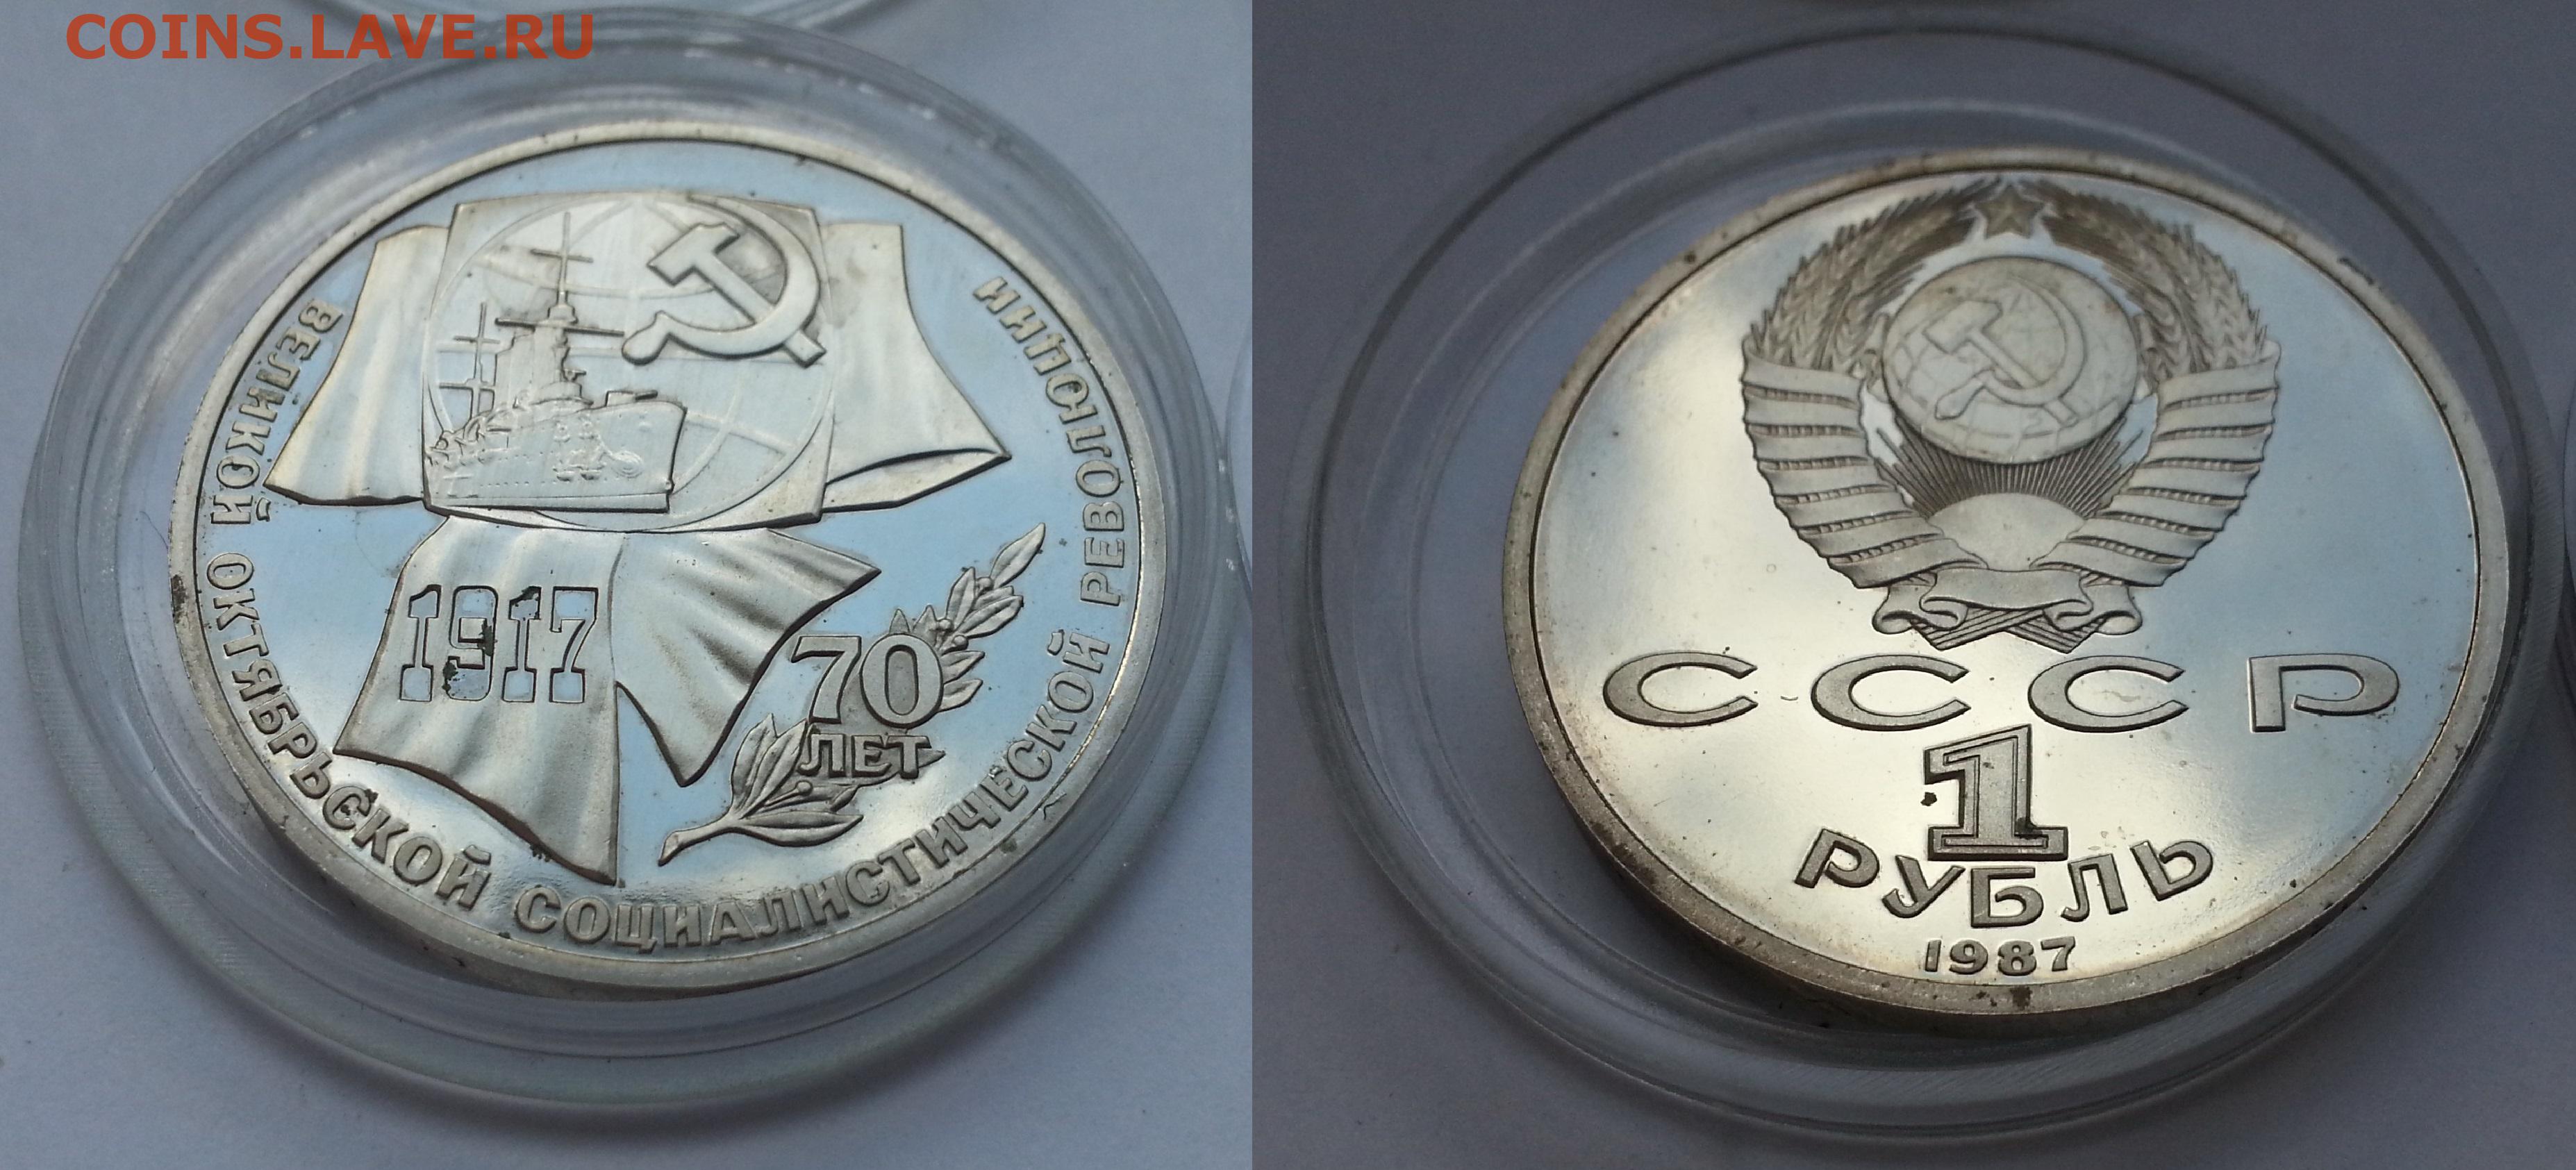 COINS.LAVE.RU
ВЕЛИКОЙ ОКТЯБРЬСКОЙ СОЦИАЛИСТИЧЕСКОЙ РЕВОЛЮЦИИ
1917
70
ЛЕТ
СССР
1
РУБЛЬ
1987